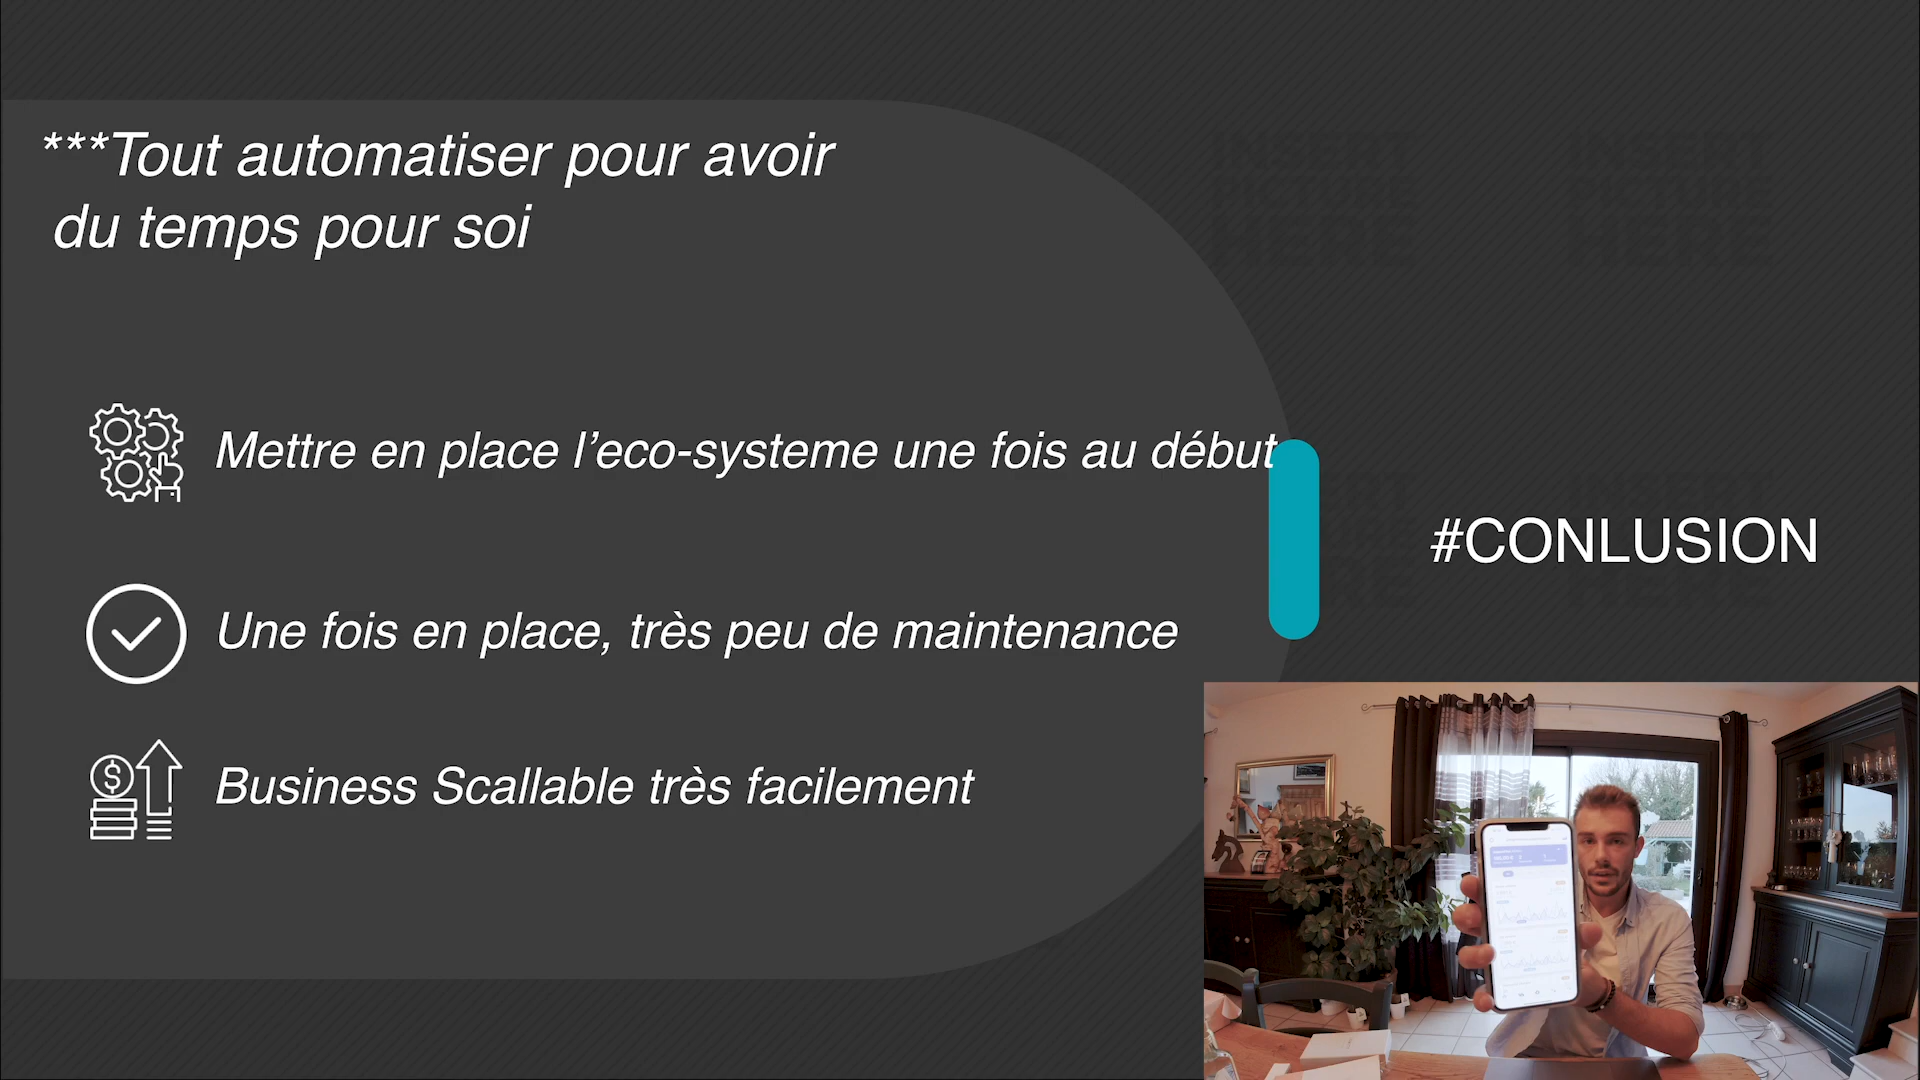 ***Tout automatiser pour avoir
du temps pour soi
Mettre en place l’eco-systeme une fois au début
#CONLUSION
Une fois en place, très peu de maintenance
Business Scallable très facilement